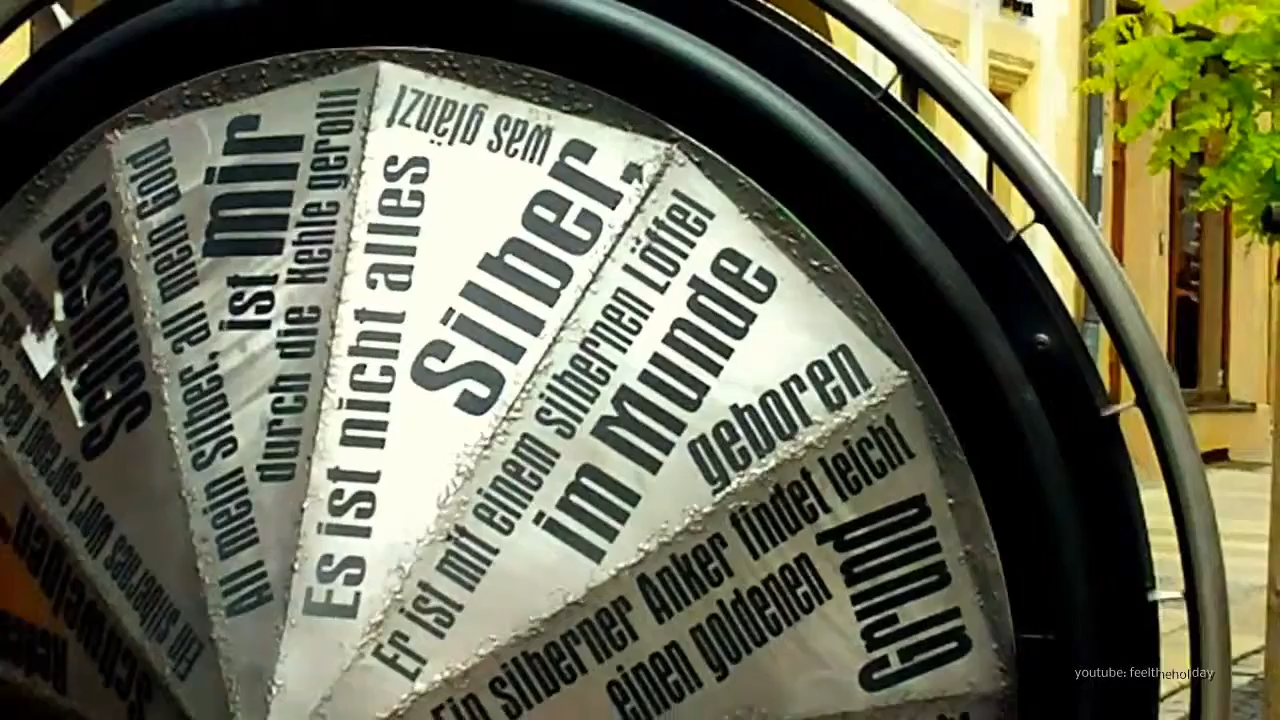 All mein Silber, all mein Gold
ist mir
durch die Kehle gerollt
Es ist nicht alles
Silber,
was glänzt
Er ist mit einem silbernen Löffel
im Munde
geboren
Ein silberner Anker findet leicht
einen goldenen
Grund
Ein silbernes Wort
youtube: feeltheholiday